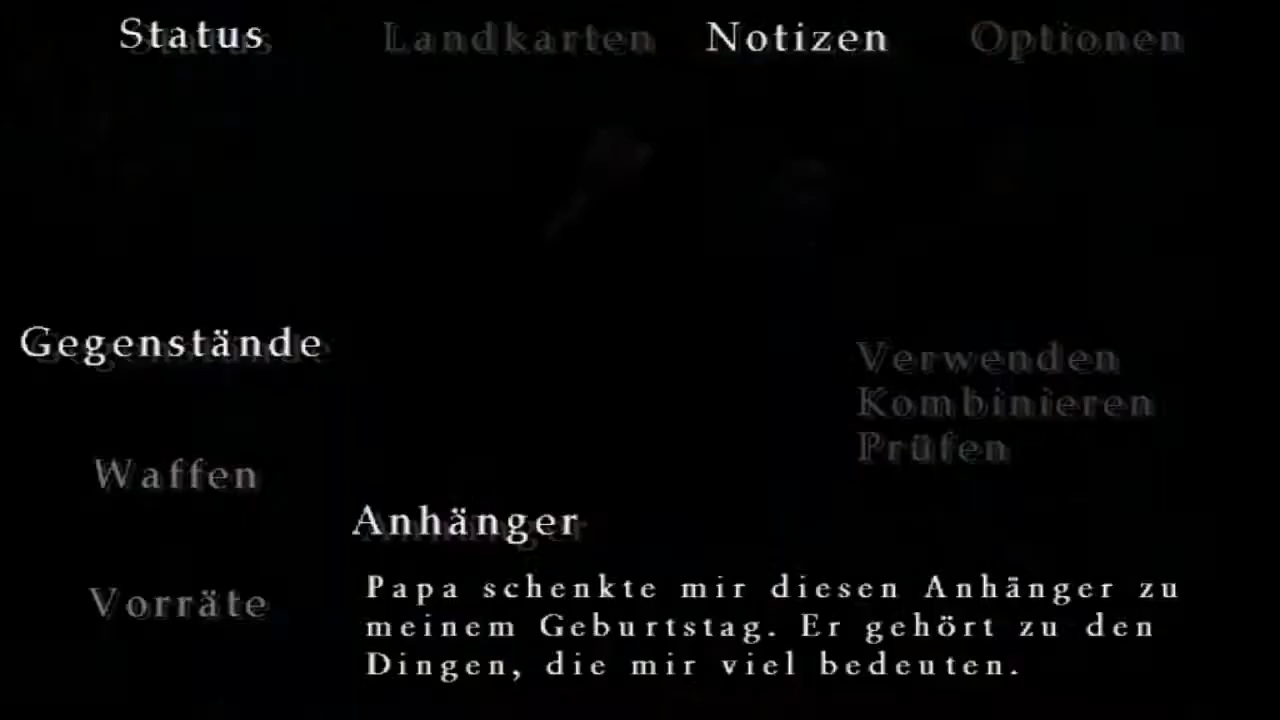 Status Landkarten Notizen Optionen
Gegenstände
Verwenden
Kombinieren
Prüfen
Waffen
Anhänger
Vorräte
Papa schenkte mir diesen Anhänger zu
meinem Geburtstag. Er gehört zu den
Dingen, die mir viel bedeuten.